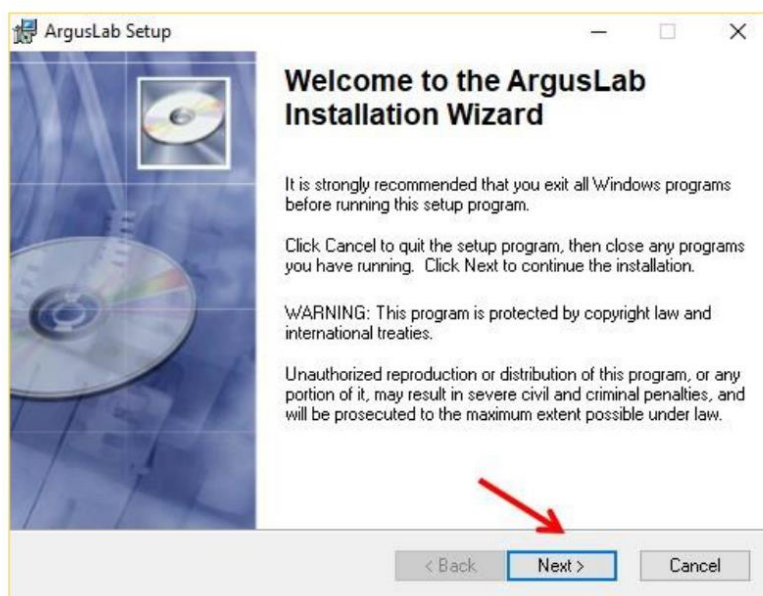 ArgusLab Setup
Welcome to the ArgusLab
Installation Wizard
It is strongly recommended that you exit all Windows programs
before running this setup program.
Click Cancel to quit the setup program, then close any programs
you have running. Click Next to continue the installation.
WARNING: This program is protected by copyright law and
international treaties.
Unauthorized reproduction or distribution of this program, or any
portion of it, may result in severe civil and criminal penalties, and
will be prosecuted to the maximum extent possible under law.
< Back Next > Cancel